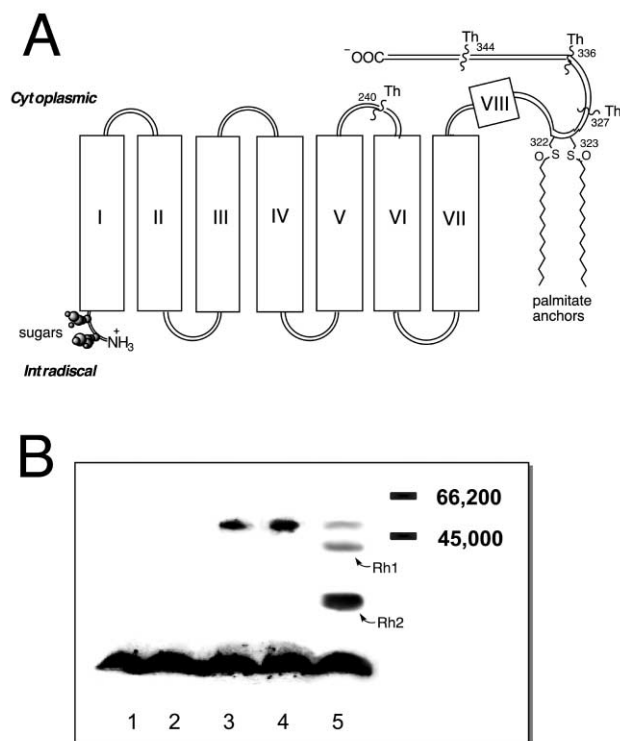 A
Th
344
Th
336
⁻OOC
Cytoplasmic
240
Th
VIII
Th
327
322
323
O
S
S
O
I
II
III
IV
V
VI
VII
palmitate
anchors
sugars
+
NH3
Intradiscal
B
66,200
45,000
Rh1
Rh2
1 2 3 4 5